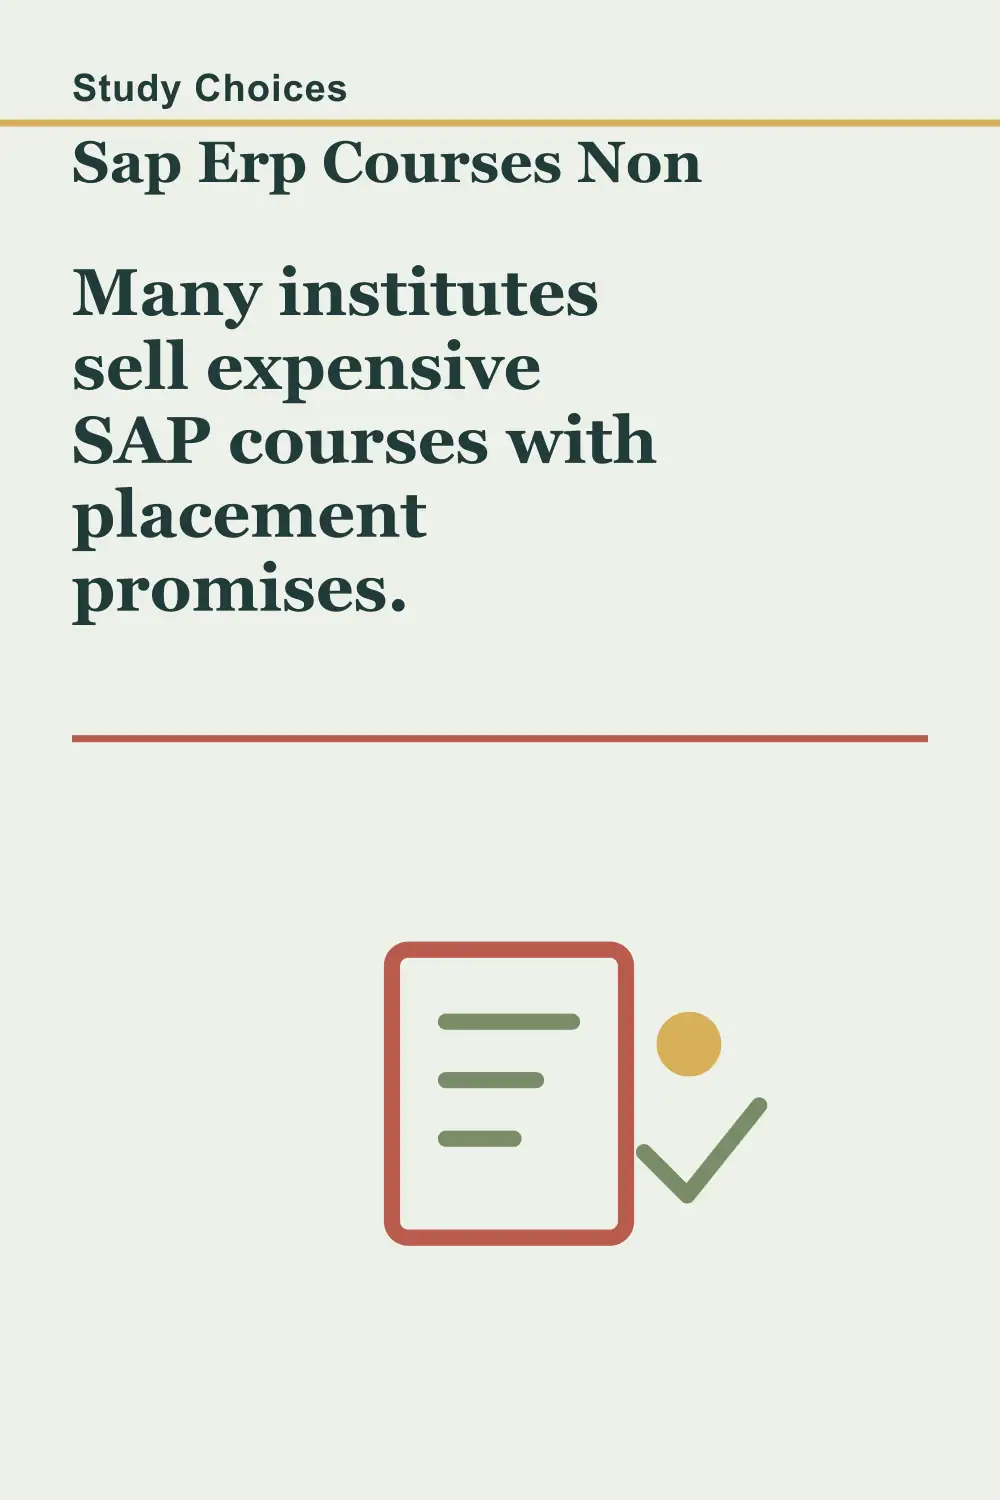 Study Choices
Sap Erp Courses Non
Many institutes
sell expensive
SAP courses with
placement
promises.